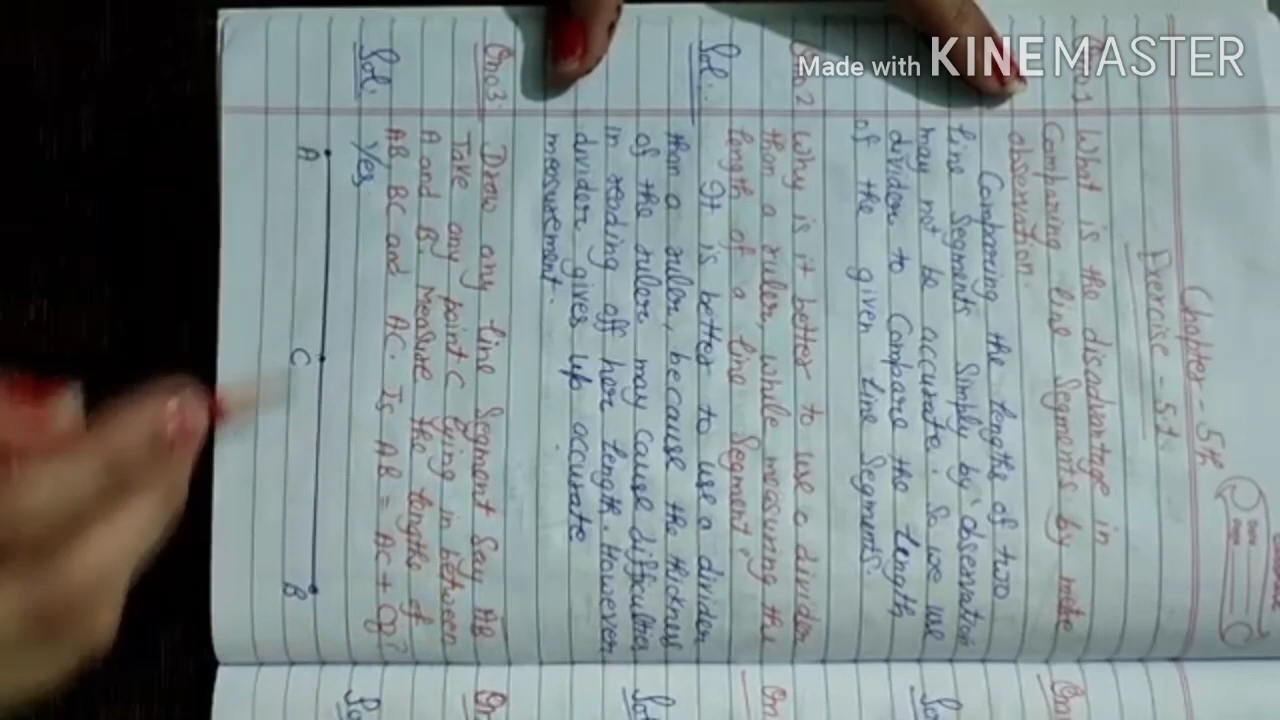 Made with KINEMASTER
Chapter - 5th
Exercise - 5.1
Qno.1 What is the disadvantage in
Comparing line Segments by
observation.
Comparing the lengths of two
line Segments Simply by observation
may not be accurate. So we use
divider to Compare the length
of the given line Segments.
Qno.2 Why is it better to use a divider
than a ruler, while measuring the
length of a line Segment?
Sol:- It is better to use a divider
than a ruler, because the thicknes
of the ruler may cause difficulties
in reading off her length. However
divider gives up accurate
measurement.
Qno3. Draw any line Segment Say AB
Take any point C lying in between
A and B. measure the lengths of
AB BC and AC. Is AB = AC + CB?
Sol: Yes
A C B